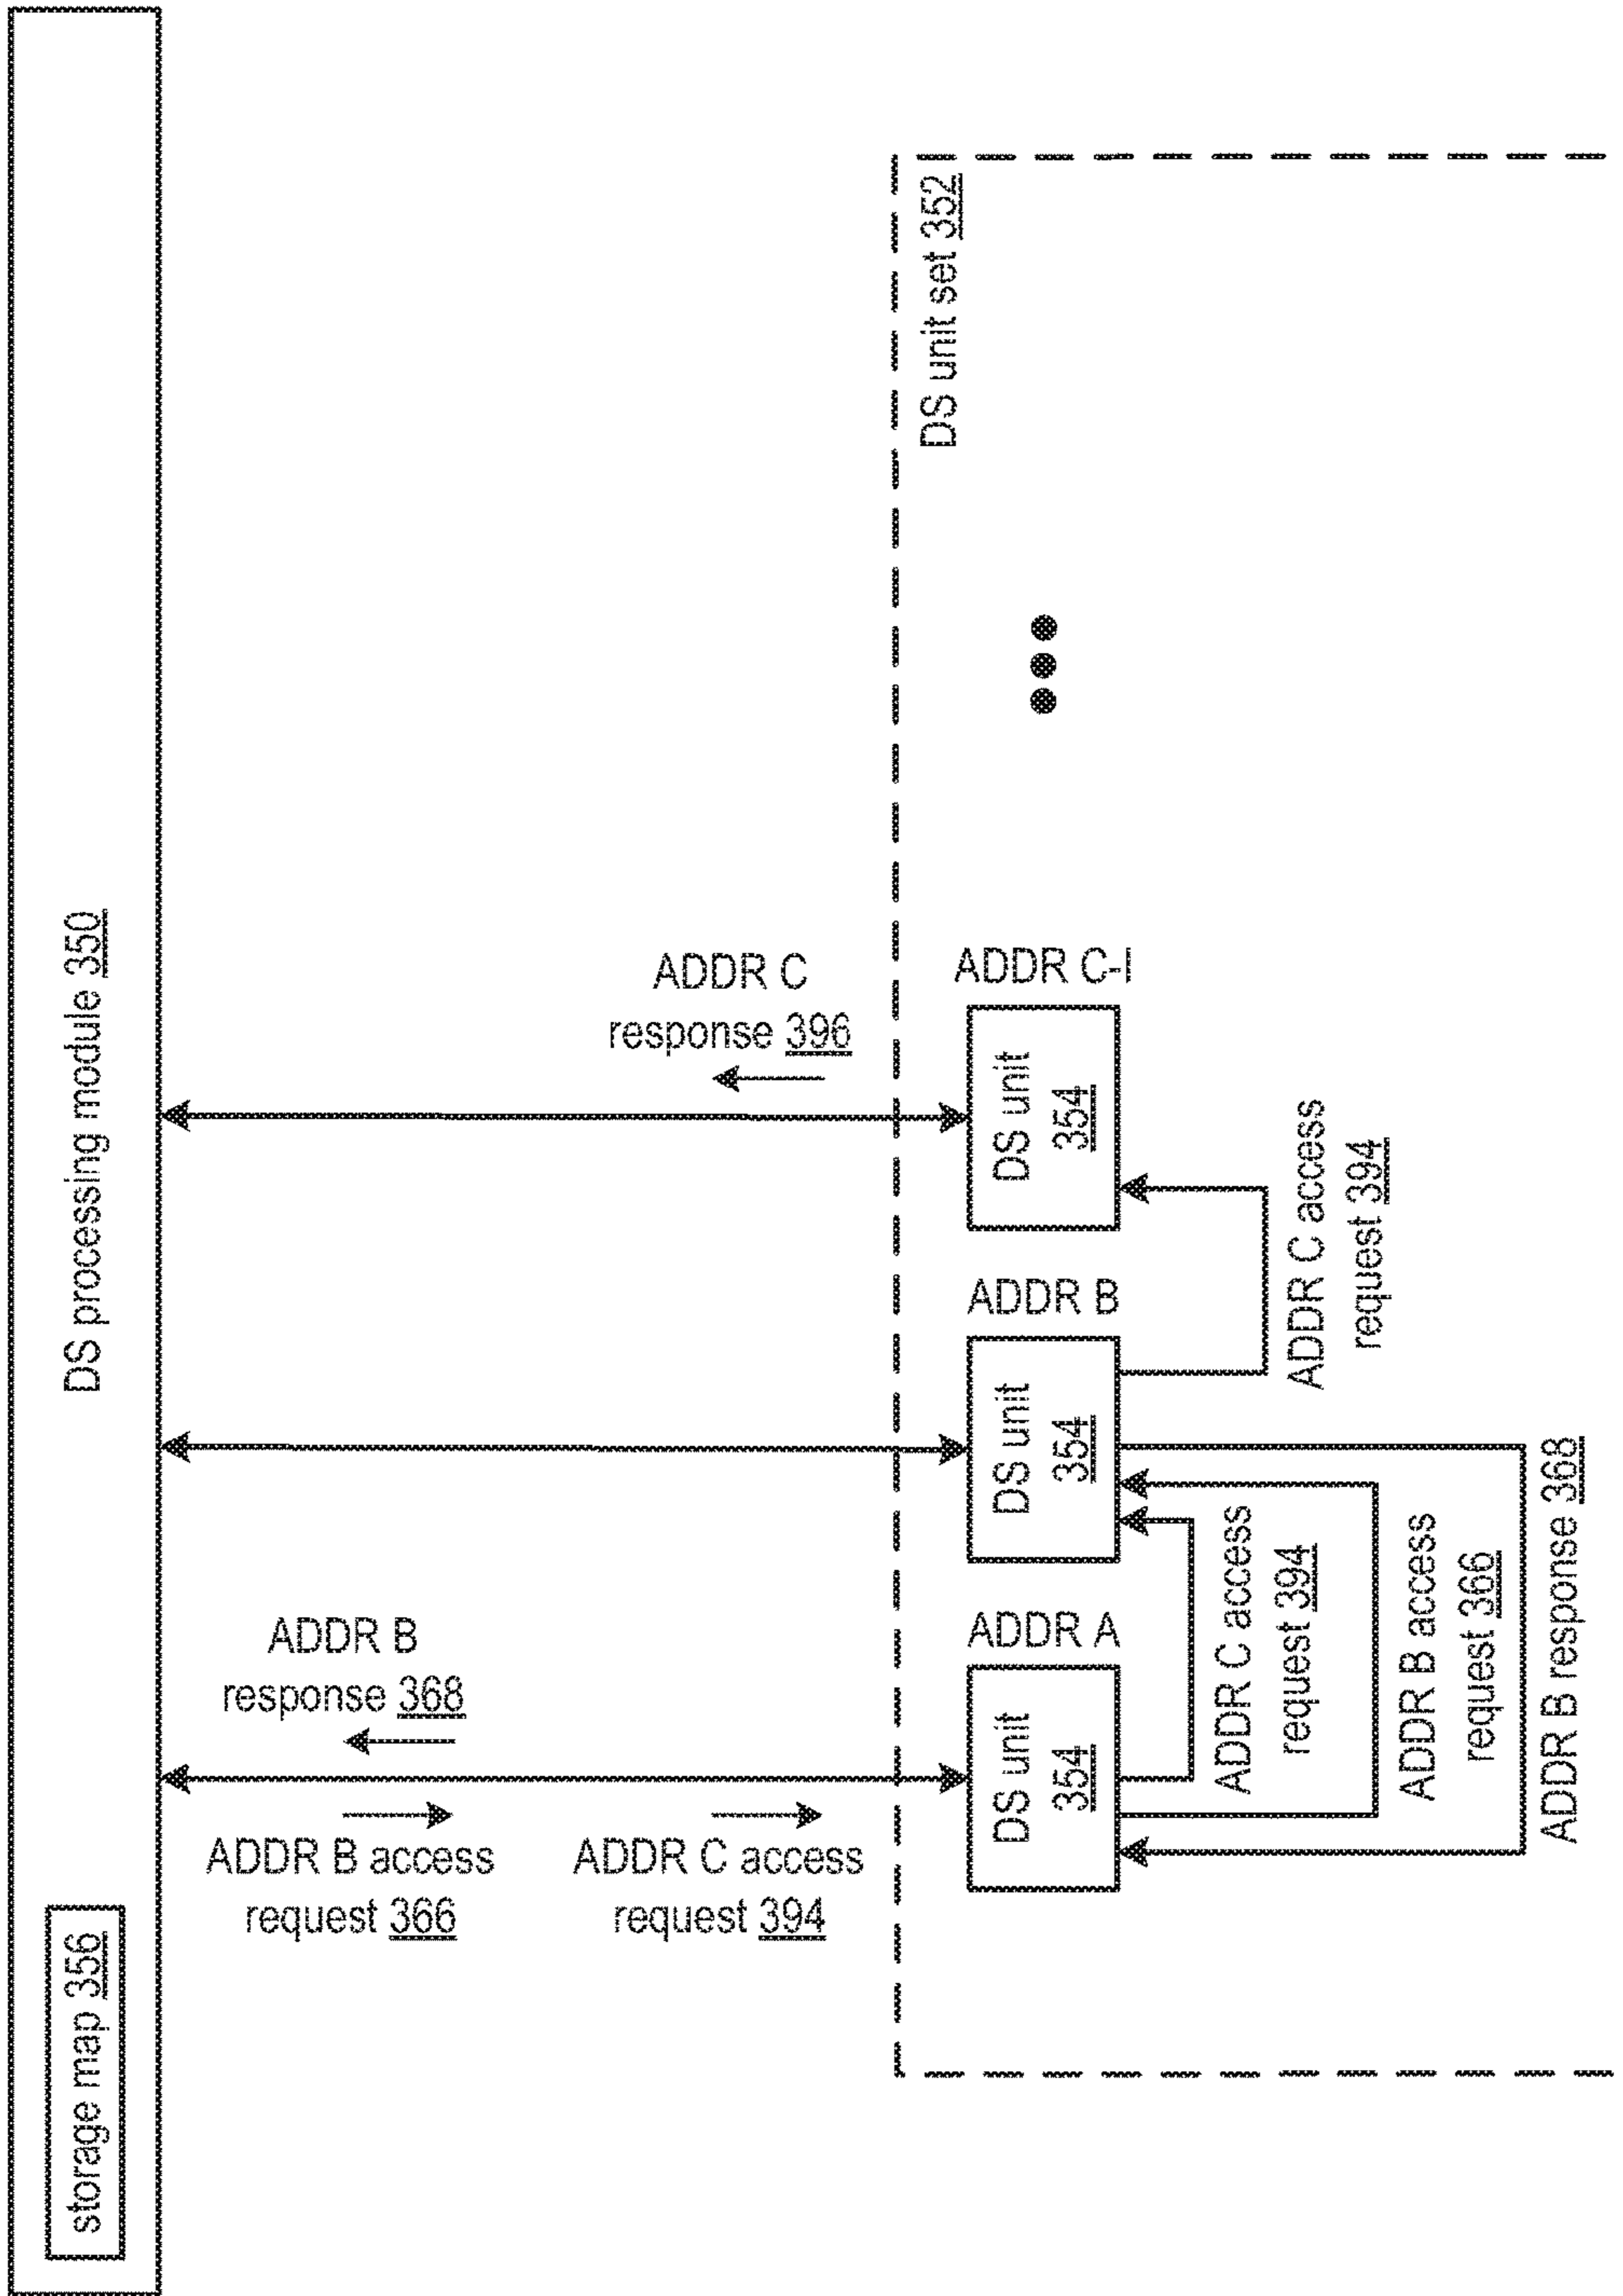 DS processing module 350
storage map 356
ADDR B
response 368
ADDR B access
request 366
ADDR C access
request 394
ADDR C
response 396
DS unit set 352
ADDR A
DS unit
354
ADDR B
DS unit
354
ADDR C-I
DS unit
354
ADDR C access
request 394
ADDR B access
request 366
ADDR B response 368
ADDR C access
request 394